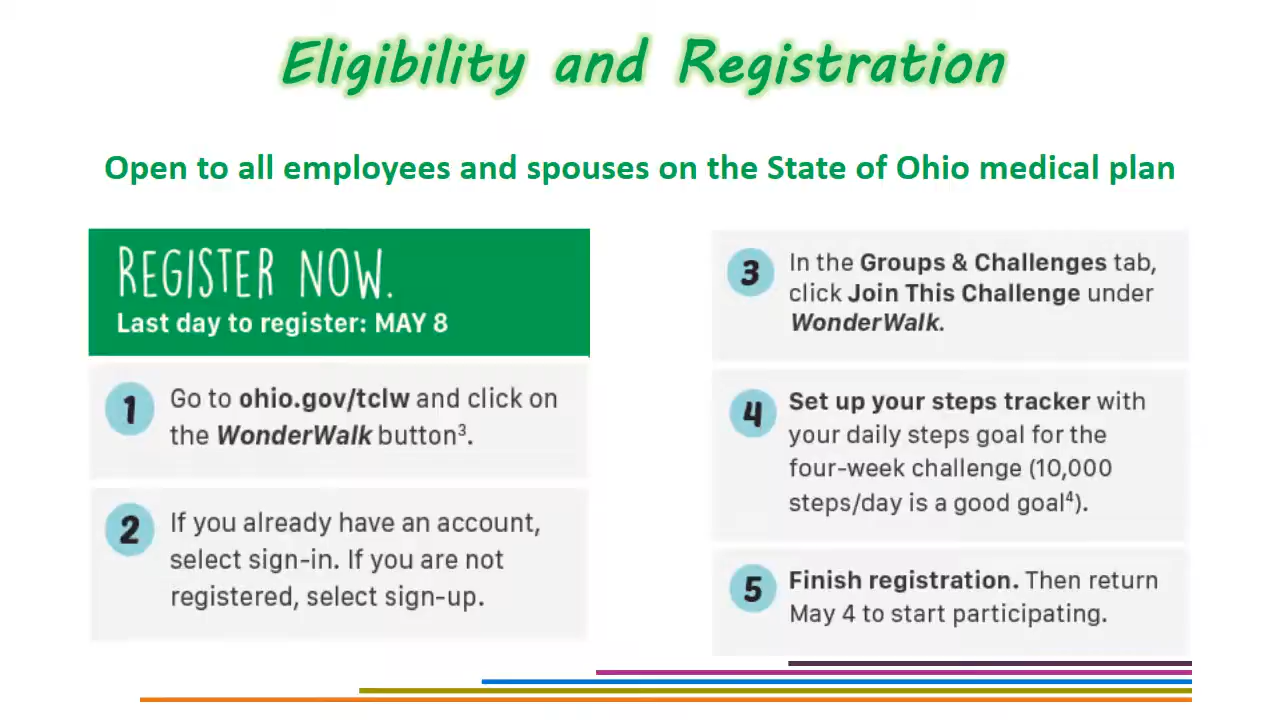 Eligibility and Registration
Open to all employees and spouses on the State of Ohio medical plan
REGISTER NOW.
Last day to register: MAY 8
1
Go to ohio.gov/tclw and click on
the WonderWalk button³.
2
If you already have an account,
select sign-in. If you are not
registered, select sign-up.
3
In the Groups & Challenges tab,
click Join This Challenge under
WonderWalk.
4
Set up your steps tracker with
your daily steps goal for the
four-week challenge (10,000
steps/day is a good goal⁴).
5
Finish registration. Then return
May 4 to start participating.